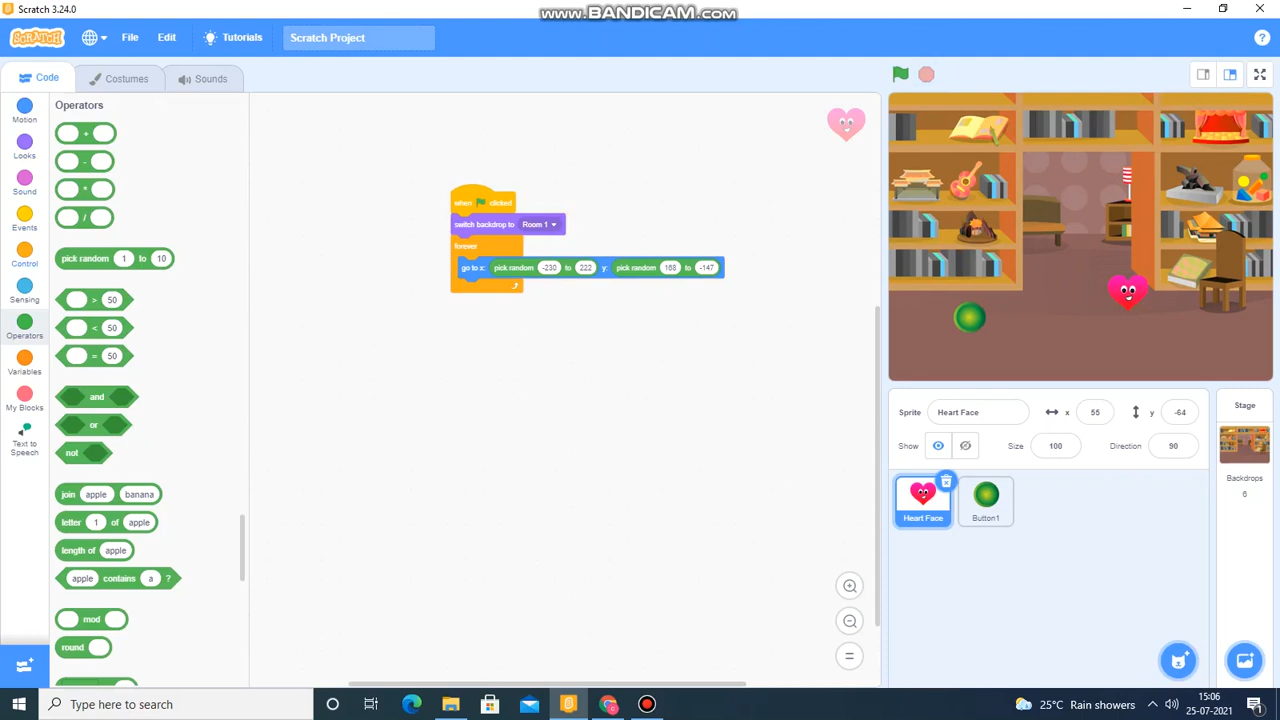 Scratch 3.24.0
www.BANDICAM.com
SCRATCH
File
Edit
Tutorials
Scratch Project
?
Code
Costumes
Sounds
Motion
Looks
Sound
Events
Control
Sensing
Operators
Variables
My Blocks
Text to
Speech
Operators
+
-
*
/
pick random 1 to 10
> 50
< 50
= 50
and
or
not
join apple banana
letter 1 of apple
length of apple
apple contains a ?
mod
round
when clicked
switch backdrop to Room 1
forever
go to x: pick random -230 to 222 y: pick random 168 to -147
Sprite Heart Face x 55 y -64
Show Size 100 Direction 90
Heart Face
Button1
Stage
Backdrops
6
Type here to search
25°C Rain showers
15:06
25-07-2021